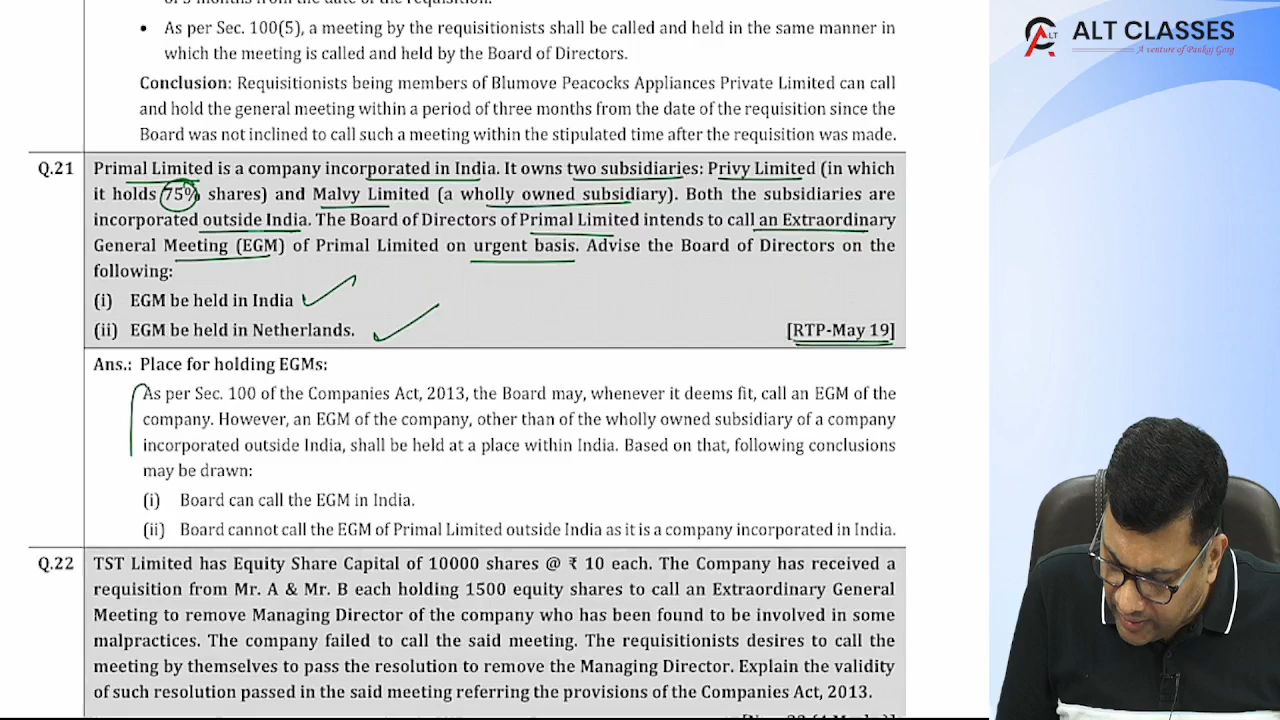 of 3 months from the date of the requisition.
• As per Sec. 100(5), a meeting by the requisitionists shall be called and held in the same manner in
which the meeting is called and held by the Board of Directors.
Conclusion: Requisitionists being members of Blumove Peacocks Appliances Private Limited can call
and hold the general meeting within a period of three months from the date of the requisition since the
Board was not inclined to call such a meeting within the stipulated time after the requisition was made.
Q.21 Primal Limited is a company incorporated in India. It owns two subsidiaries: Privy Limited (in which
it holds 75% shares) and Malvy Limited (a wholly owned subsidiary). Both the subsidiaries are
incorporated outside India. The Board of Directors of Primal Limited intends to call an Extraordinary
General Meeting (EGM) of Primal Limited on urgent basis. Advise the Board of Directors on the
following:
(i) EGM be held in India
(ii) EGM be held in Netherlands. [RTP-May 19]
Ans.: Place for holding EGMs:
As per Sec. 100 of the Companies Act, 2013, the Board may, whenever it deems fit, call an EGM of the
company. However, an EGM of the company, other than of the wholly owned subsidiary of a company
incorporated outside India, shall be held at a place within India. Based on that, following conclusions
may be drawn:
(i) Board can call the EGM in India.
(ii) Board cannot call the EGM of Primal Limited outside India as it is a company incorporated in India.
Q.22 TST Limited has Equity Share Capital of 10000 shares @ ₹ 10 each. The Company has received a
requisition from Mr. A & Mr. B each holding 1500 equity shares to call an Extraordinary General
Meeting to remove Managing Director of the company who has been found to be involved in some
malpractices. The company failed to call the said meeting. The requisitionists desires to call the
meeting by themselves to pass the resolution to remove the Managing Director. Explain the validity
of such resolution passed in the said meeting referring the provisions of the Companies Act, 2013.
ALT
ALT CLASSES
A venture of Pankaj Garg